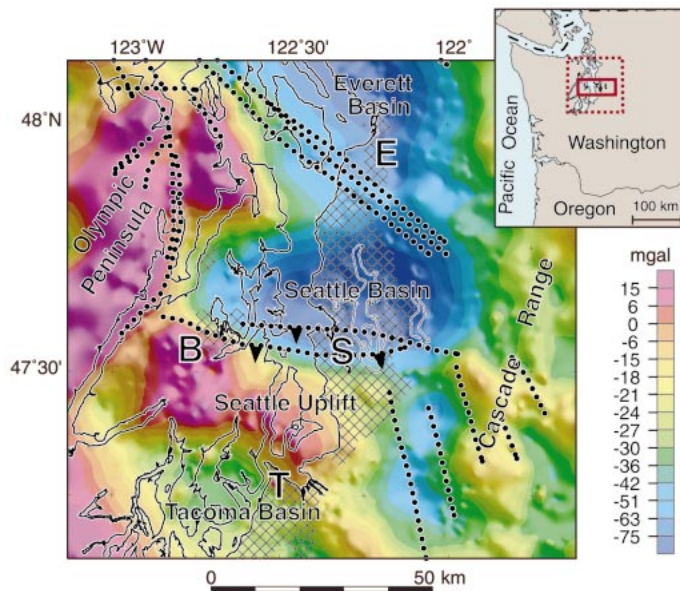 123°W
122°30'
122°
48°N
47°30'
Everett
Basin
E
Olympic
Peninsula
Seattle Basin
B
S
Seattle Uplift
T
Tacoma Basin
Cascade
Range
0
50 km
Pacific Ocean
Washington
Oregon
100 km
mgal
15
6
0
-6
-15
-18
-21
-24
-27
-30
-36
-42
-51
-63
-75